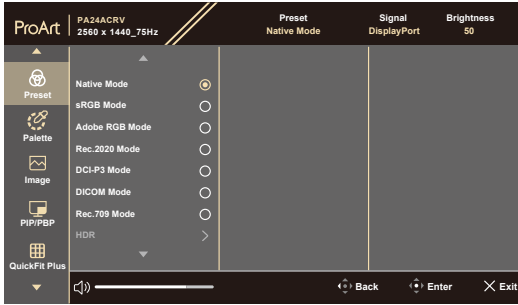 ProArt
PA24ACRV
2560 x 1440_75Hz
Preset
Native Mode
Signal
DisplayPort
Brightness
50
Preset
Palette
Image
PIP/PBP
QuickFit Plus
Native Mode
sRGB Mode
Adobe RGB Mode
Rec.2020 Mode
DCI-P3 Mode
DICOM Mode
Rec.709 Mode
HDR
Back
Enter
Exit